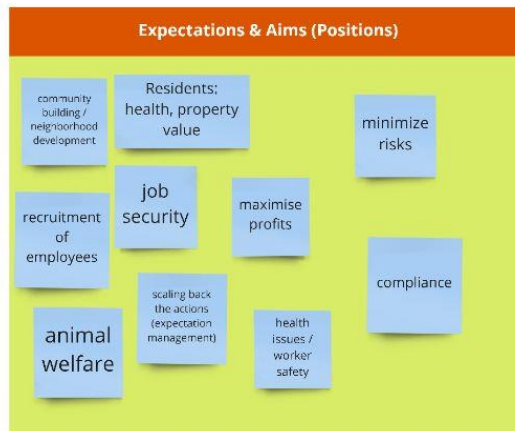 Expectations & Aims (Positions)
community
building /
neighborhood
development
Residents;
health, property
value
minimize
risks
job
security
maximise
profits
recruitment
of
employees
compliance
scaling back
the actions
(expectation
management)
animal
welfare
health
issues /
worker
safety